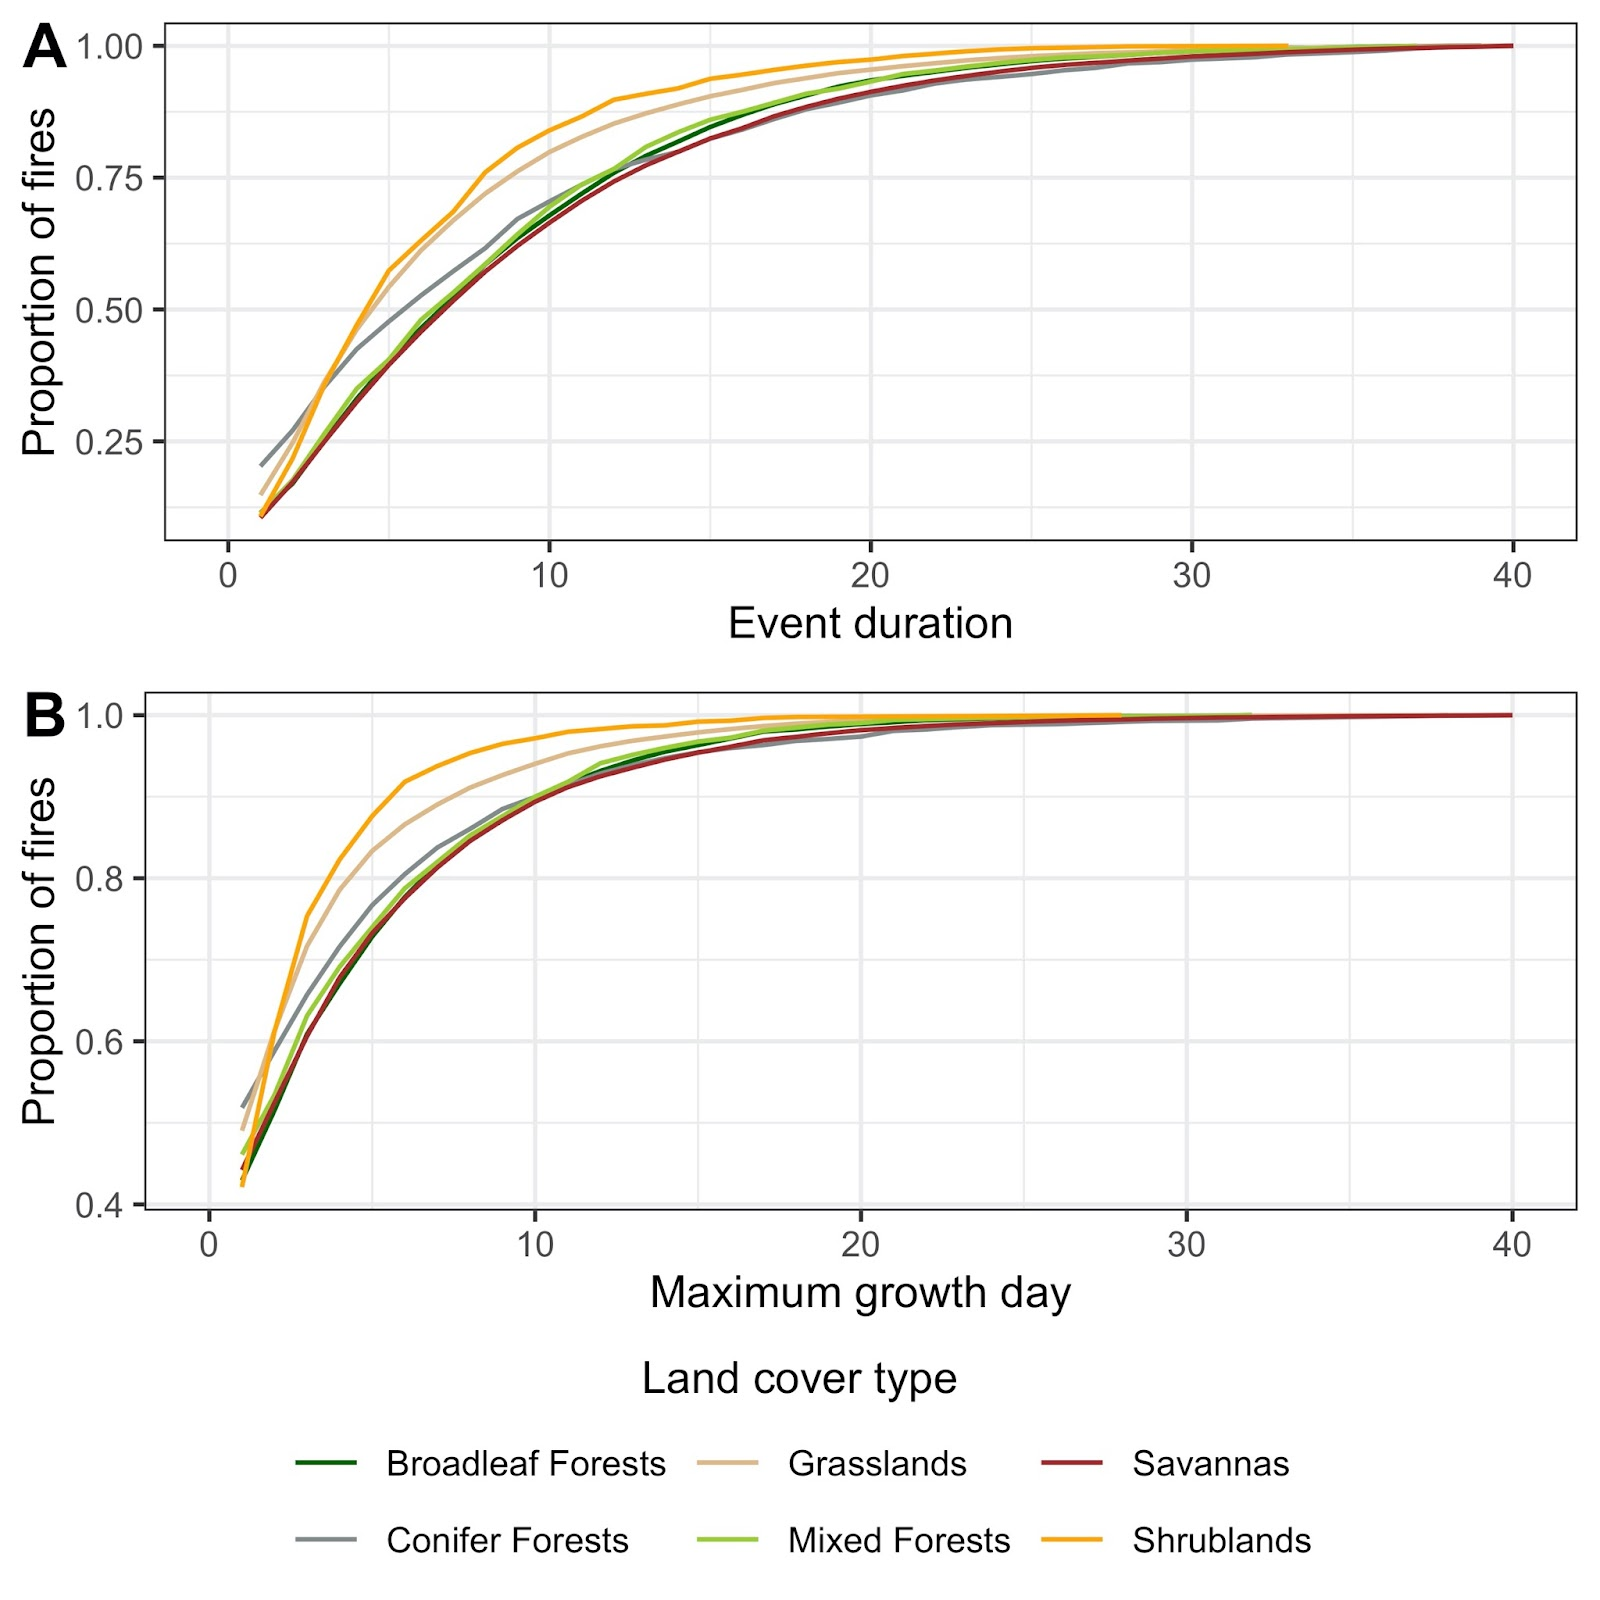 A
1.00
0.75
0.50
0.25
Proportion of fires
0 10 20 30 40
Event duration
B
1.0
0.8
0.6
0.4
Proportion of fires
0 10 20 30 40
Maximum growth day
Land cover type
Broadleaf Forests Grasslands Savannas
Conifer Forests Mixed Forests Shrublands